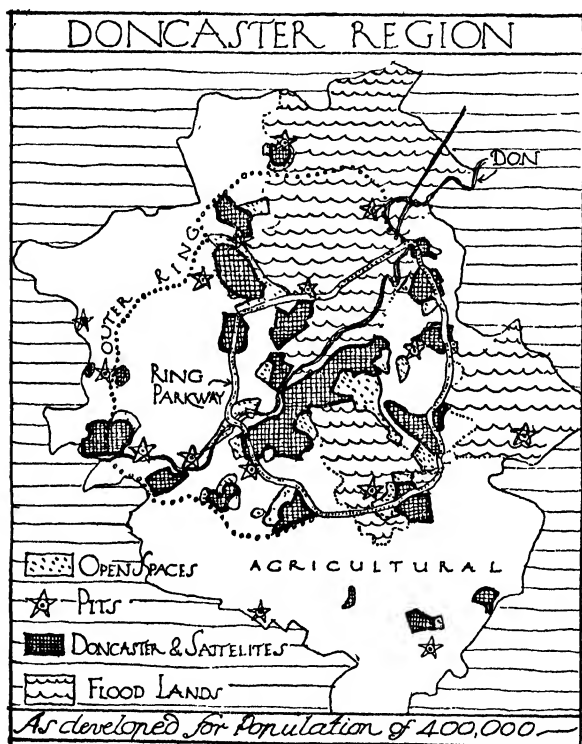 DONCASTER REGION
DON
OUTER RING
RING
PARKWAY
AGRICULTURAL
OPEN SPACES
PITS
DONCASTER & SATTELITES
FLOOD LANDS
As developed for Population of 400,000